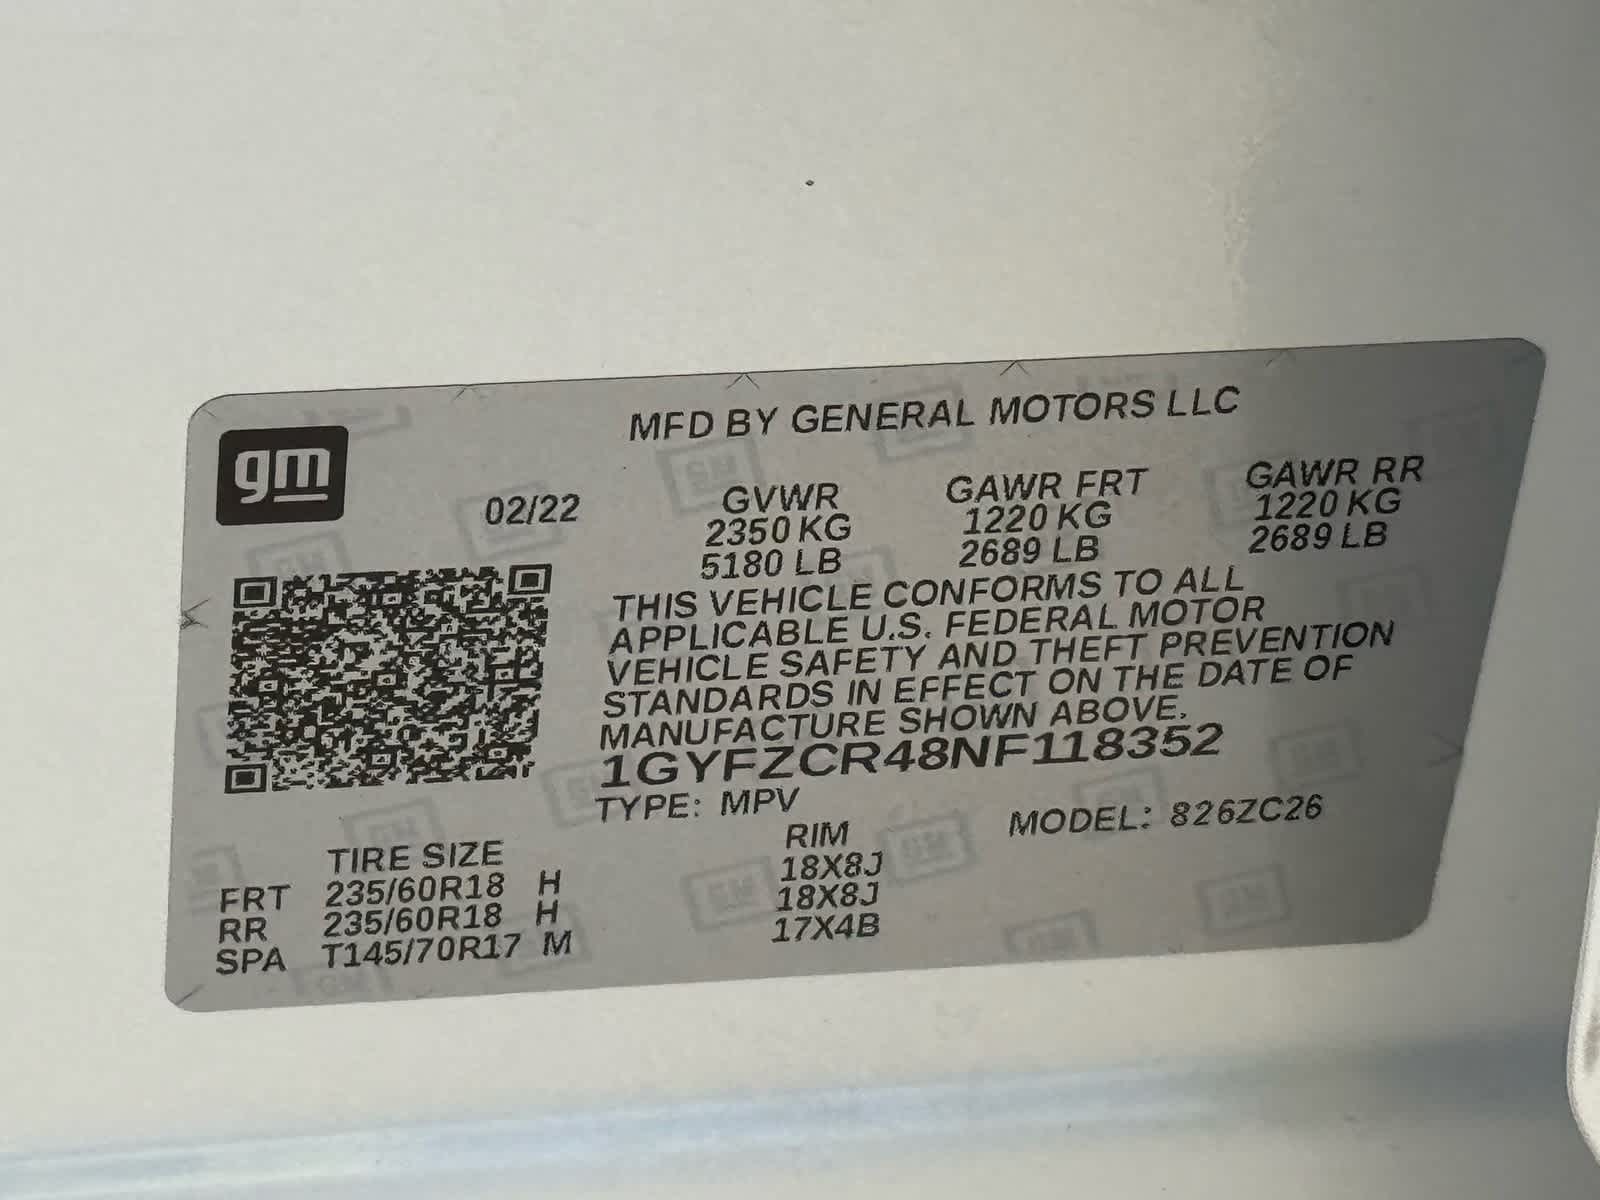 gm
MFD BY GENERAL MOTORS LLC
02/22
GVWR GAWR FRT GAWR RR
2350 KG 1220 KG 1220 KG
5180 LB 2689 LB 2689 LB
THIS VEHICLE CONFORMS TO ALL
APPLICABLE U.S. FEDERAL MOTOR
VEHICLE SAFETY AND THEFT PREVENTION
STANDARDS IN EFFECT ON THE DATE OF
MANUFACTURE SHOWN ABOVE.
1GYFZCR48NF118352
TYPE: MPV MODEL: 826ZC26
TIRE SIZE RIM
FRT 235/60R18 H 18X8J
RR 235/60R18 H 18X8J
SPA T145/70R17 M 17X4B